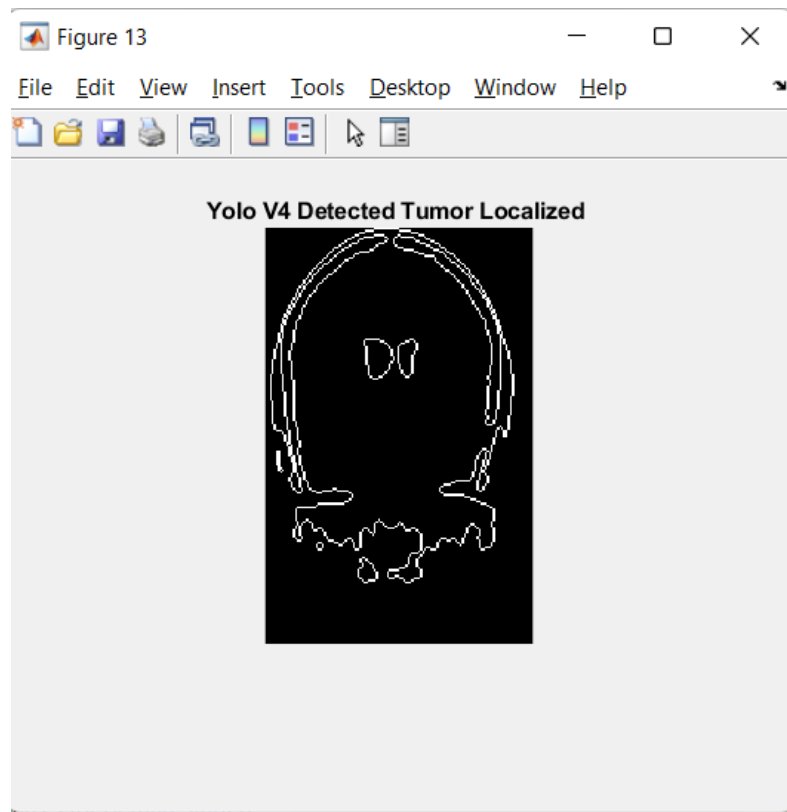 Figure 13
File Edit View Insert Tools Desktop Window Help
Yolo V4 Detected Tumor Localized